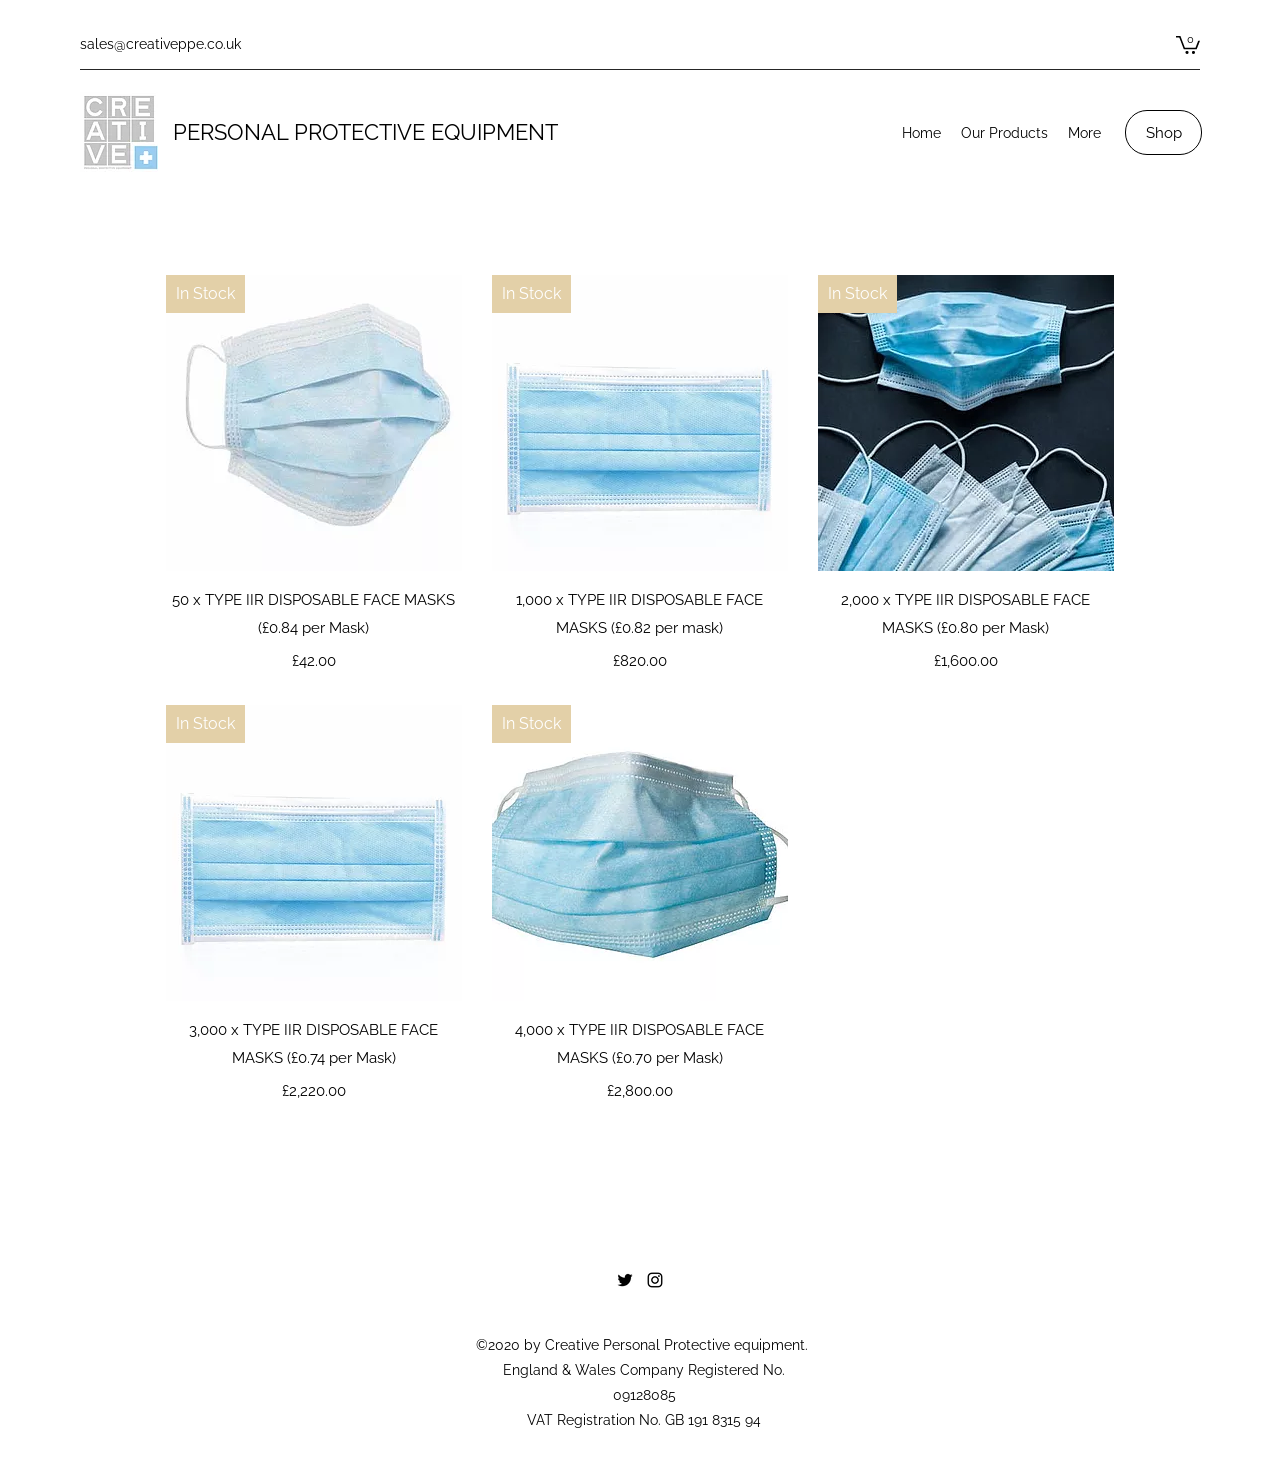 sales@creativeppe.co.uk
0
CRE
ATI
VE
PERSONAL PROTECTIVE EQUIPMENT
Home
Our Products
More
Shop
In Stock
In Stock
In Stock
50 x TYPE IIR DISPOSABLE FACE MASKS
(£0.84 per Mask)
£42.00
1,000 x TYPE IIR DISPOSABLE FACE
MASKS (£0.82 per mask)
£820.00
2,000 x TYPE IIR DISPOSABLE FACE
MASKS (£0.80 per Mask)
£1,600.00
In Stock
In Stock
3,000 x TYPE IIR DISPOSABLE FACE
MASKS (£0.74 per Mask)
£2,220.00
4,000 x TYPE IIR DISPOSABLE FACE
MASKS (£0.70 per Mask)
£2,800.00
©2020 by Creative Personal Protective equipment.
England & Wales Company Registered No.
09128085
VAT Registration No. GB 191 8315 94